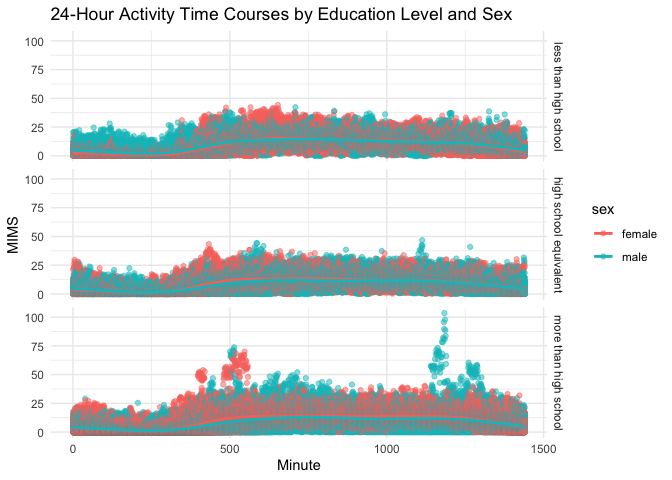 24-Hour Activity Time Courses by Education Level and Sex
100
75
50
25
0
less than high school
100
75
50
25
0
high school equivalent
100
75
50
25
0
more than high school
MIMS
0
500
1000
1500
Minute
sex
female
male